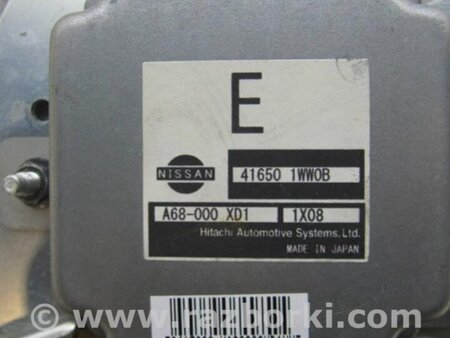 E
NISSAN
41650 1WW0B
A68-000 XD1 1X08
Hitachi Automotive Systems, Ltd.
MADE IN JAPAN
www.razborki.com